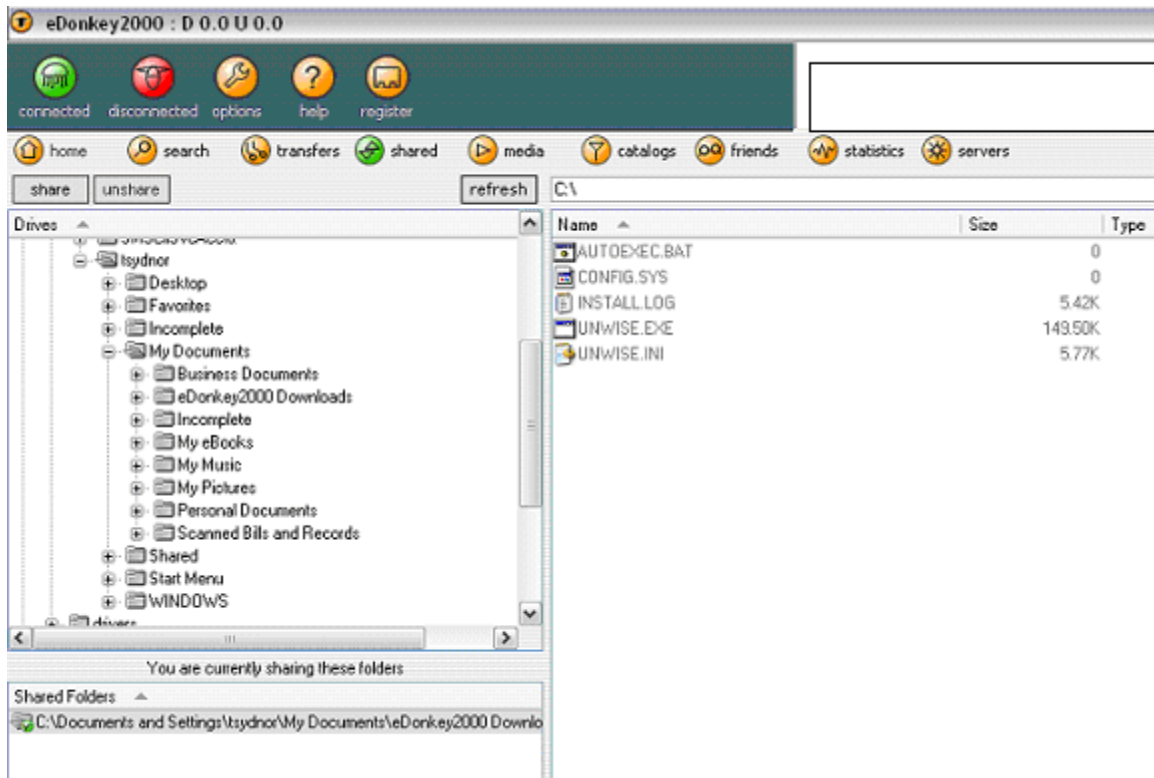 eDonkey2000 : D 0.0 U 0.0
connected disconnected options help register
home search transfers shared media catalogs friends statistics servers
share unshare refresh C:\
Drives
tsydnor
Desktop
Favorites
Incomplete
My Documents
Business Documents
eDonkey2000 Downloads
Incomplete
My eBooks
My Music
My Pictures
Personal Documents
Scanned Bills and Records
Shared
Start Menu
WINDOWS
drivers
You are currently sharing these folders
Shared Folders
C:\Documents and Settings\tsydnor\My Documents\eDonkey2000 Downlo
Name Size Type
AUTOEXEC.BAT 0
CONFIG.SYS 0
INSTALL.LOG 5.42K
UNWISE.EXE 149.50K
UNWISE.INI 5.77K